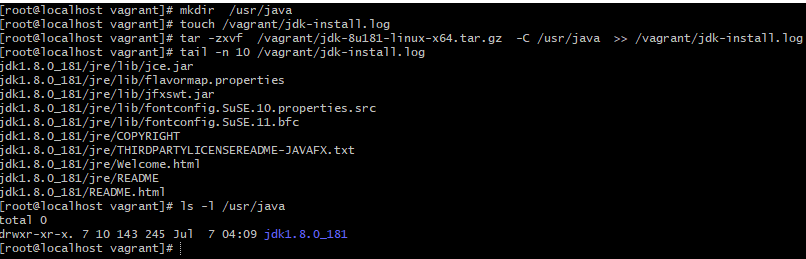 [root@localhost vagrant]# mkdir  /usr/java
[root@localhost vagrant]# touch /vagrant/jdk-install.log
[root@localhost vagrant]# tar -zxvf  /vagrant/jdk-8u181-linux-x64.tar.gz  -C /usr/java  >> /vagrant/jdk-install.log
[root@localhost vagrant]# tail -n 10 /vagrant/jdk-install.log
jdk1.8.0_181/jre/lib/jce.jar
jdk1.8.0_181/jre/lib/flavormap.properties
jdk1.8.0_181/jre/lib/jfxswt.jar
jdk1.8.0_181/jre/lib/fontconfig.SuSE.10.properties.src
jdk1.8.0_181/jre/lib/fontconfig.SuSE.11.bfc
jdk1.8.0_181/jre/COPYRIGHT
jdk1.8.0_181/jre/THIRDPARTYLICENSEREADME-JAVAFX.txt
jdk1.8.0_181/jre/Welcome.html
jdk1.8.0_181/jre/README
jdk1.8.0_181/README.html
[root@localhost vagrant]# ls -l /usr/java
total 0
drwxr-xr-x. 7 10 143 245 Jul  7 04:09 jdk1.8.0_181
[root@localhost vagrant]#